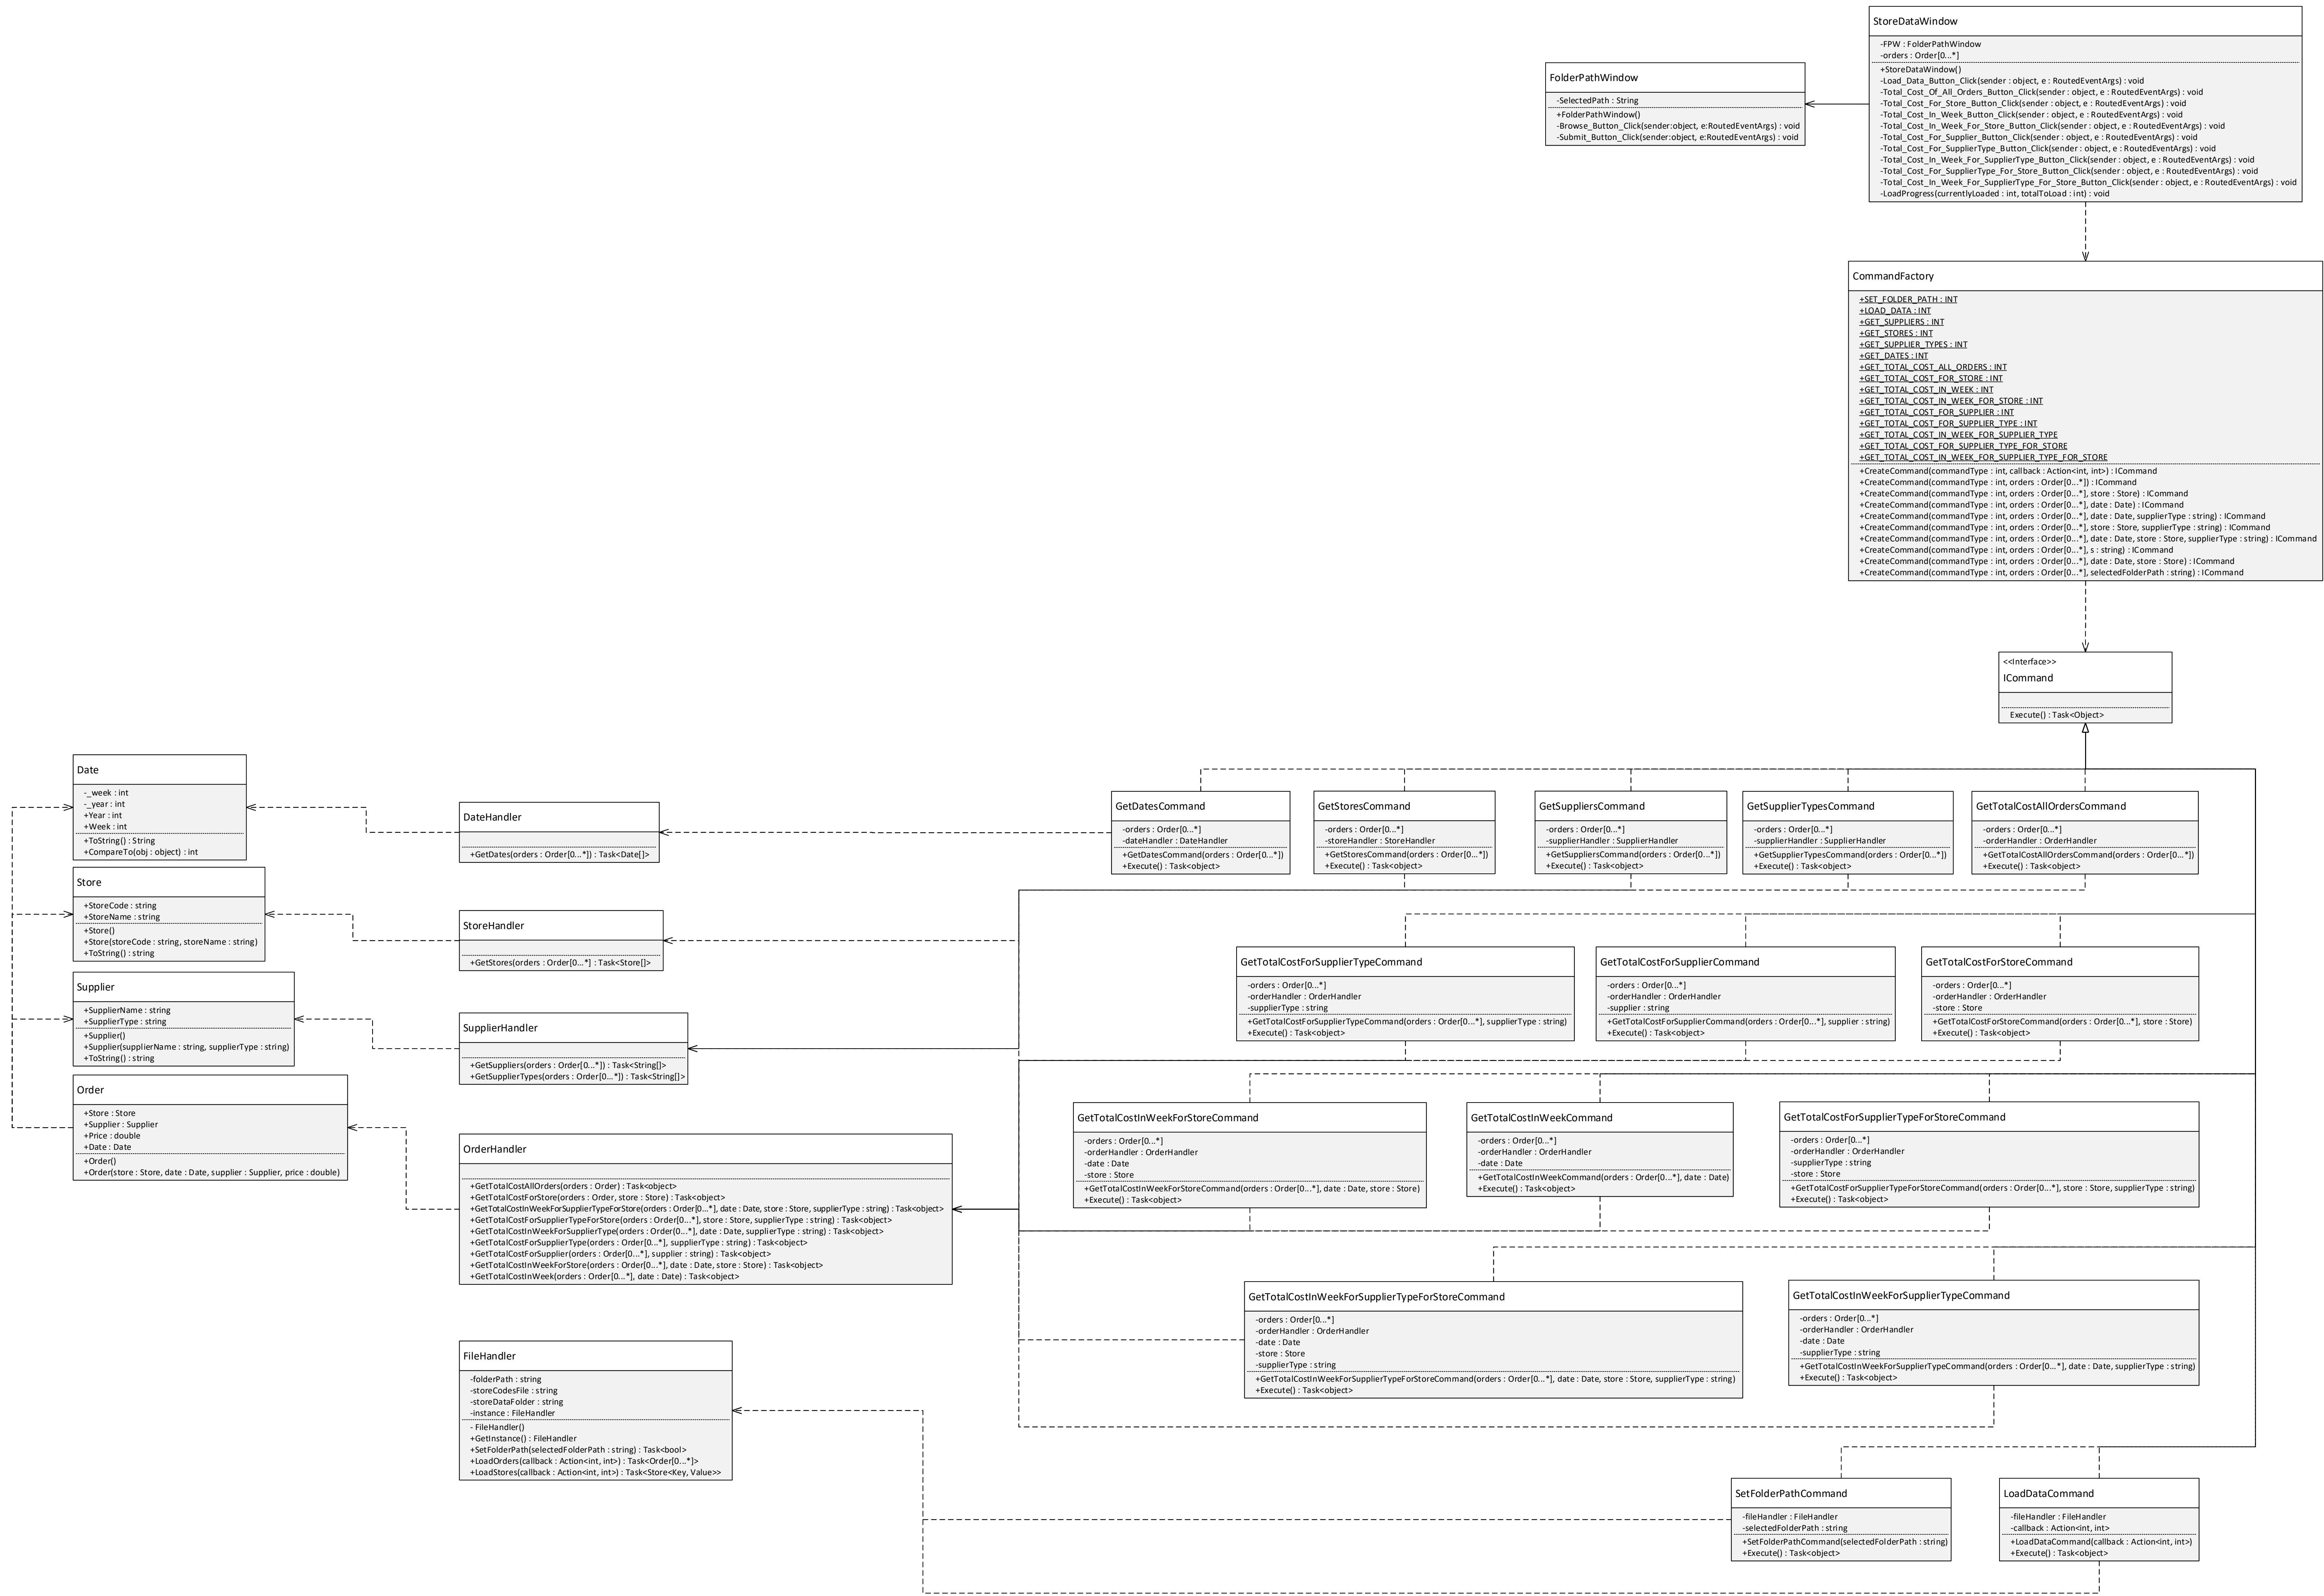 StoreDataWindow
-FPW : FolderPathWindow
-orders : Order[0...*]
+StoreDataWindow()
-Load_Data_Button_Click(sender : object, e : RoutedEventArgs) : void
-Total_Cost_Of_All_Orders_Button_Click(sender : object, e : RoutedEventArgs) : void
-Total_Cost_For_Store_Button_Click(sender : object, e : RoutedEventArgs) : void
-Total_Cost_In_Week_Button_Click(sender : object, e : RoutedEventArgs) : void
-Total_Cost_In_Week_For_Store_Button_Click(sender : object, e : RoutedEventArgs) : void
-Total_Cost_For_Supplier_Button_Click(sender : object, e : RoutedEventArgs) : void
-Total_Cost_For_SupplierType_Button_Click(sender : object, e : RoutedEventArgs) : void
-Total_Cost_In_Week_For_SupplierType_Button_Click(sender : object, e : RoutedEventArgs) : void
-Total_Cost_For_SupplierType_For_Store_Button_Click(sender : object, e : RoutedEventArgs) : void
-Total_Cost_In_Week_For_SupplierType_For_Store_Button_Click(sender : object, e : RoutedEventArgs) : void
-LoadProgress(currentlyLoaded : int, totalToLoad : int) : void
FolderPathWindow
-SelectedPath : String
+FolderPathWindow()
-Browse_Button_Click(sender:object, e:RoutedEventArgs) : void
-Submit_Button_Click(sender:object, e:RoutedEventArgs) : void
CommandFactory
+SET_FOLDER_PATH : INT
+LOAD_DATA : INT
+GET_SUPPLIERS : INT
+GET_STORES : INT
+GET_SUPPLIER_TYPES : INT
+GET_DATES : INT
+GET_TOTAL_COST_ALL_ORDERS : INT
+GET_TOTAL_COST_FOR_STORE : INT
+GET_TOTAL_COST_IN_WEEK : INT
+GET_TOTAL_COST_IN_WEEK_FOR_STORE : INT
+GET_TOTAL_COST_FOR_SUPPLIER : INT
+GET_TOTAL_COST_FOR_SUPPLIER_TYPE : INT
+GET_TOTAL_COST_IN_WEEK_FOR_SUPPLIER_TYPE
+GET_TOTAL_COST_FOR_SUPPLIER_TYPE_FOR_STORE
+GET_TOTAL_COST_IN_WEEK_FOR_SUPPLIER_TYPE_FOR_STORE
+CreateCommand(commandType : int, callback : Action<int, int>) : ICommand
+CreateCommand(commandType : int, orders : Order[0...*]) : ICommand
+CreateCommand(commandType : int, orders : Order[0...*], store : Store) : ICommand
+CreateCommand(commandType : int, orders : Order[0...*], date : Date) : ICommand
+CreateCommand(commandType : int, orders : Order[0...*], date : Date, supplierType : string) : ICommand
+CreateCommand(commandType : int, orders : Order[0...*], store : Store, supplierType : string) : ICommand
+CreateCommand(commandType : int, orders : Order[0...*], date : Date, store : Store, supplierType : string) : ICommand
+CreateCommand(commandType : int, orders : Order[0...*], s : string) : ICommand
+CreateCommand(commandType : int, orders : Order[0...*], date : Date, store : Store) : ICommand
+CreateCommand(commandType : int, orders : Order[0...*], selectedFolderPath : string) : ICommand
<<Interface>>
ICommand
Execute() : Task<Object>
Date
-_week : int
-_year : int
+Year : int
+Week : int
+ToString() : String
+CompareTo(obj : object) : int
DateHandler
+GetDates(orders : Order[0...*]) : Task<Date[]>
GetDatesCommand
-orders : Order[0...*]
-dateHandler : DateHandler
+GetDatesCommand(orders : Order[0...*])
+Execute() : Task<object>
GetStoresCommand
-orders : Order[0...*]
-storeHandler : StoreHandler
+GetStoresCommand(orders : Order[0...*])
+Execute() : Task<object>
GetSuppliersCommand
-orders : Order[0...*]
-supplierHandler : SupplierHandler
+GetSuppliersCommand(orders : Order[0...*])
+Execute() : Task<object>
GetSupplierTypesCommand
-orders : Order[0...*]
-supplierHandler : SupplierHandler
+GetSupplierTypesCommand(orders : Order[0...*])
+Execute() : Task<object>
GetTotalCostAllOrdersCommand
-orders : Order[0...*]
-orderHandler : OrderHandler
+GetTotalCostAllOrdersCommand(orders : Order[0...*])
+Execute() : Task<object>
Store
+StoreCode : string
+StoreName : string
+Store()
+Store(storeCode : string, storeName : string)
+ToString() : string
StoreHandler
+GetStores(orders : Order[0...*] : Task<Store[]>
GetTotalCostForSupplierTypeCommand
-orders : Order[0...*]
-orderHandler : OrderHandler
-supplierType : string
+GetTotalCostForSupplierTypeCommand(orders : Order[0...*], supplierType : string)
+Execute() : Task<object>
GetTotalCostForSupplierCommand
-orders : Order[0...*]
-orderHandler : OrderHandler
-supplier : string
+GetTotalCostForSupplierCommand(orders : Order[0...*], supplier : string)
+Execute() : Task<object>
GetTotalCostForStoreCommand
-orders : Order[0...*]
-orderHandler : OrderHandler
-store : Store
+GetTotalCostForStoreCommand(orders : Order[0...*], store : Store)
+Execute() : Task<object>
Supplier
+SupplierName : string
+SupplierType : string
+Supplier()
+Supplier(supplierName : string, supplierType : string)
+ToString() : string
SupplierHandler
+GetSuppliers(orders : Order[0...*]) : Task<String[]>
+GetSupplierTypes(orders : Order[0...*]) : Task<String[]>
Order
+Store : Store
+Supplier : Supplier
+Price : double
+Date : Date
+Order()
+Order(store : Store, date : Date, supplier : Supplier, price : double)
OrderHandler
+GetTotalCostAllOrders(orders : Order) : Task<object>
+GetTotalCostForStore(orders : Order, store : Store) : Task<object>
+GetTotalCostInWeekForSupplierTypeForStore(orders : Order[0...*], date : Date, store : Store, supplierType : string) : Task<object>
+GetTotalCostForSupplierTypeForStore(orders : Order[0...*], store : Store, supplierType : string) : Task<object>
+GetTotalCostInWeekForSupplierType(orders : Order(0...*], date : Date, supplierType : string) : Task<object>
+GetTotalCostForSupplierType(orders : Order[0...*], supplierType : string) : Task<object>
+GetTotalCostForSupplier(orders : Order[0...*], supplier : string) : Task<object>
+GetTotalCostInWeekForStore(orders : Order[0...*], date : Date, store : Store) : Task<object>
+GetTotalCostInWeek(orders : Order[0...*], date : Date) : Task<object>
GetTotalCostInWeekForStoreCommand
-orders : Order[0...*]
-orderHandler : OrderHandler
-date : Date
-store : Store
+GetTotalCostInWeekForStoreCommand(orders : Order[0...*], date : Date, store : Store)
+Execute() : Task<object>
GetTotalCostInWeekCommand
-orders : Order[0...*]
-orderHandler : OrderHandler
-date : Date
+GetTotalCostInWeekCommand(orders : Order[0...*], date : Date)
+Execute() : Task<object>
GetTotalCostForSupplierTypeForStoreCommand
-orders : Order[0...*]
-orderHandler : OrderHandler
-supplierType : string
-store : Store
+GetTotalCostForSupplierTypeForStoreCommand(orders : Order[0...*], store : Store, supplierType : string)
+Execute() : Task<object>
GetTotalCostInWeekForSupplierTypeForStoreCommand
-orders : Order[0...*]
-orderHandler : OrderHandler
-date : Date
-store : Store
-supplierType : string
+GetTotalCostInWeekForSupplierTypeForStoreCommand(orders : Order[0...*], date : Date, store : Store, supplierType : string)
+Execute() : Task<object>
GetTotalCostInWeekForSupplierTypeCommand
-orders : Order[0...*]
-orderHandler : OrderHandler
-date : Date
-supplierType : string
+GetTotalCostInWeekForSupplierTypeCommand(orders : Order[0...*], date : Date, supplierType : string)
+Execute() : Task<object>
FileHandler
-folderPath : string
-storeCodesFile : string
-storeDataFolder : string
-instance : FileHandler
- FileHandler()
+GetInstance() : FileHandler
+SetFolderPath(selectedFolderPath : string) : Task<bool>
+LoadOrders(callback : Action<int, int>) : Task<Order[0...*]>
+LoadStores(callback : Action<int, int>) : Task<Store<Key, Value>>
SetFolderPathCommand
-fileHandler : FileHandler
-selectedFolderPath : string
+SetFolderPathCommand(selectedFolderPath : string)
+Execute() : Task<object>
LoadDataCommand
-fileHandler : FileHandler
-callback : Action<int, int>
+LoadDataCommand(callback : Action<int, int>)
+Execute() : Task<object>